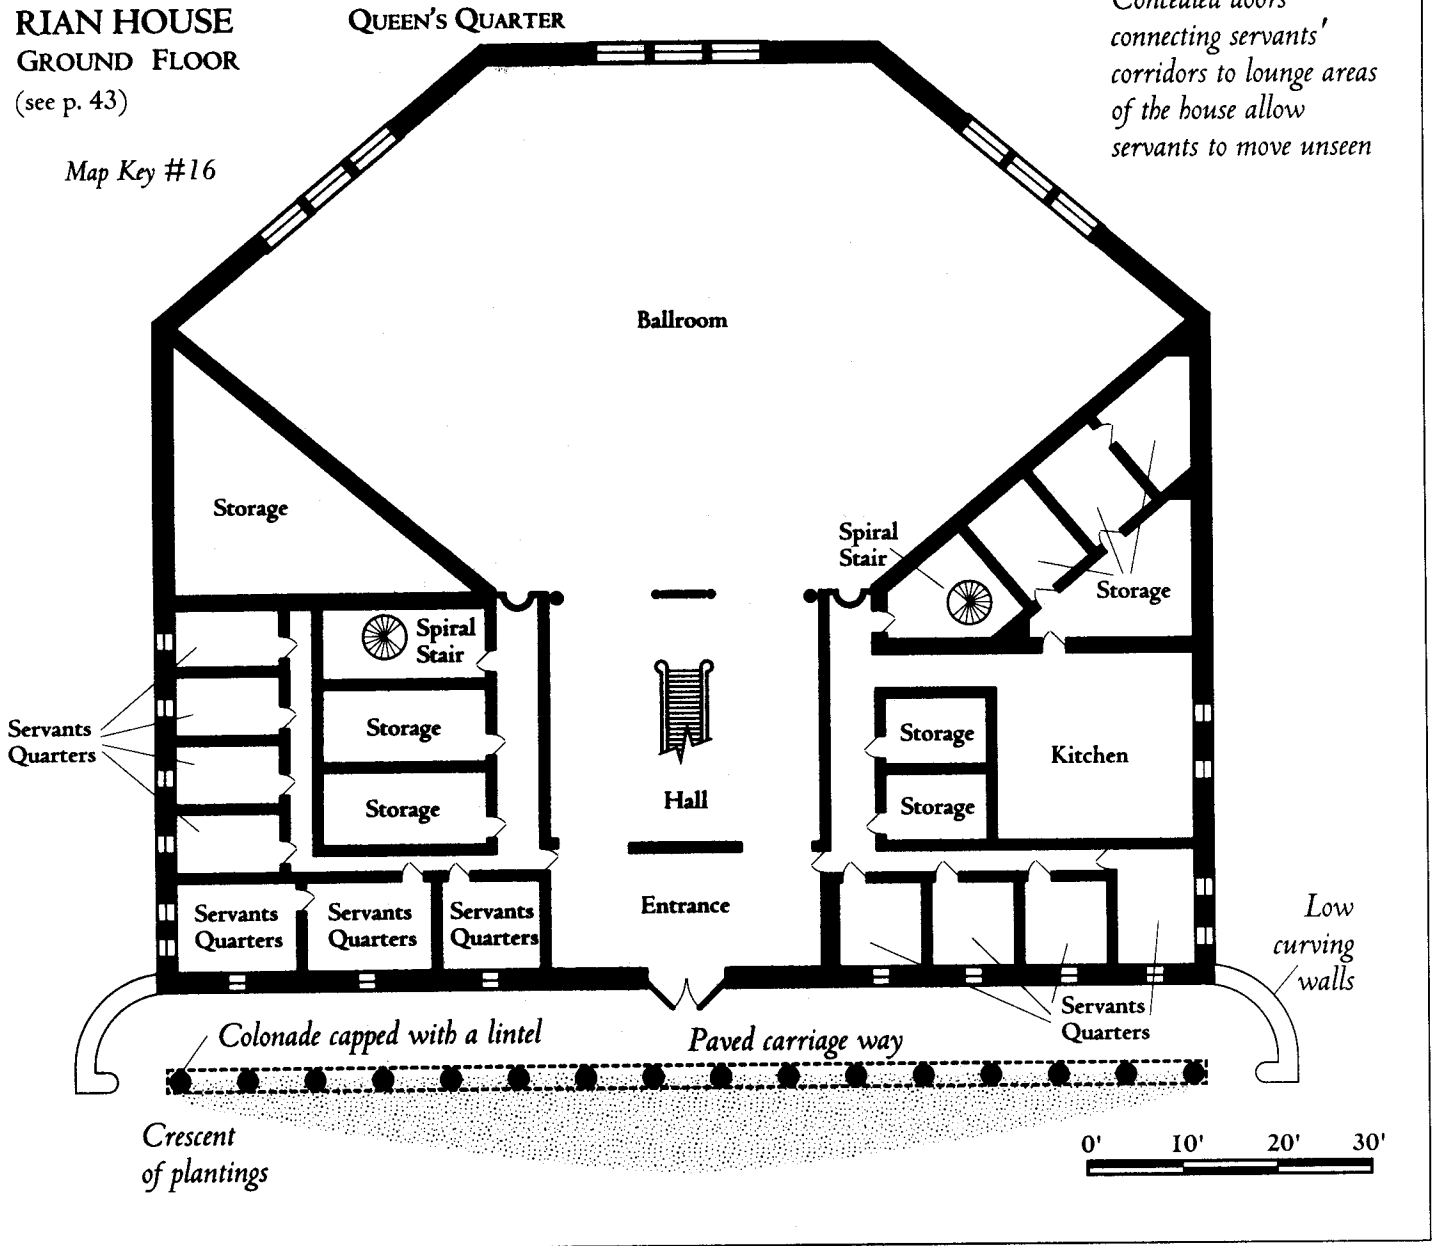 RIAN HOUSE
GROUND FLOOR
(see p. 43)
Map Key #16
QUEEN'S QUARTER
Concealed doors
connecting servants'
corridors to lounge areas
of the house allow
servants to move unseen
Ballroom
Storage
Spiral
Stair
Storage
Spiral
Stair
Servants
Quarters
Storage
Storage
Storage
Storage
Kitchen
Hall
Entrance
Servants
Quarters
Servants
Quarters
Servants
Quarters
Low
curving
walls
Servants
Quarters
Colonade capped with a lintel
Paved carriage way
Crescent
of plantings
0' 10' 20' 30'